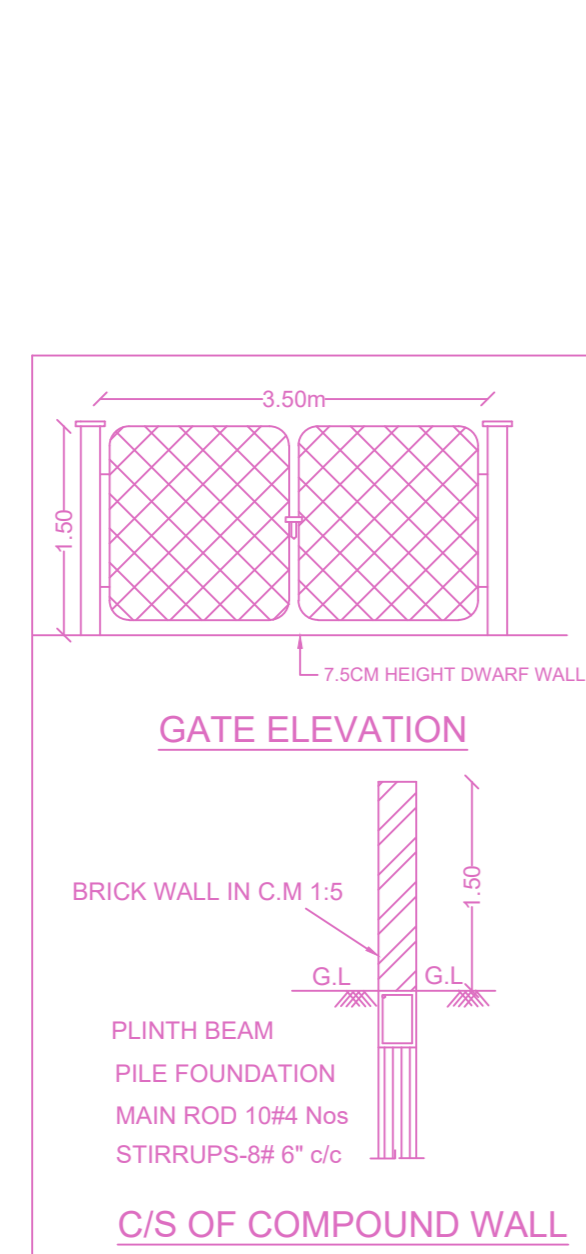 3.50m
1.50
7.5CM HEIGHT DWARF WALL
GATE ELEVATION
1.50
BRICK WALL IN C.M 1:5
G.L
G.L
PLINTH BEAM
PILE FOUNDATION
MAIN ROD 10#4 Nos
STIRRUPS-8# 6" c/c
C/S OF COMPOUND WALL